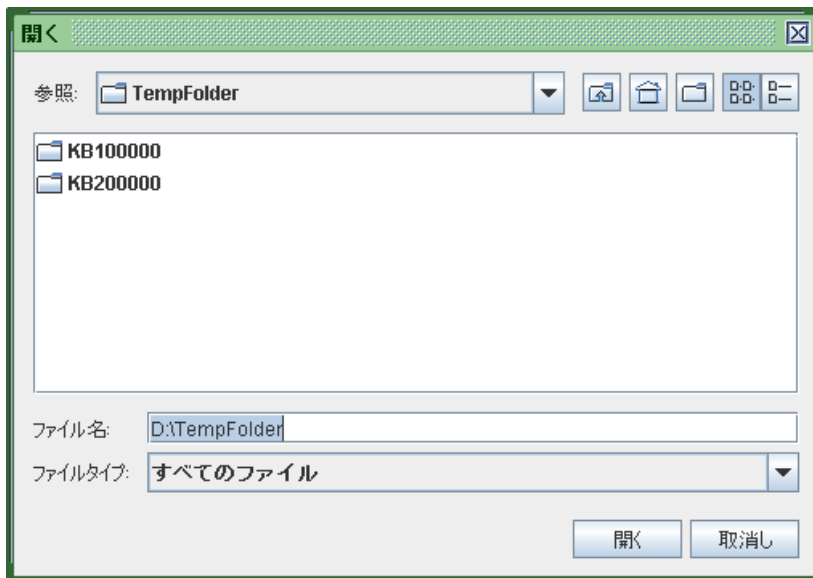 開く
参照: TempFolder
KB100000
KB200000
ファイル名: D:\TempFolder
ファイルタイプ: すべてのファイル
開く 取消し